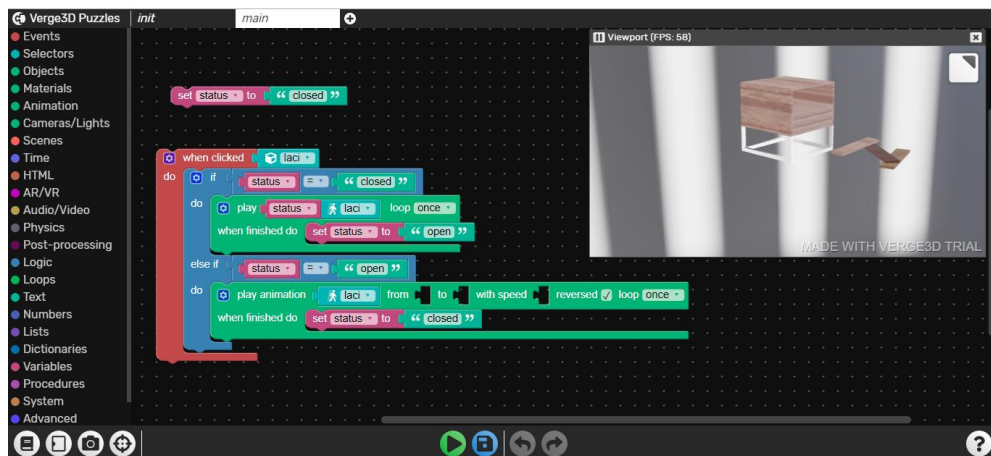 Verge3D Puzzles
init
main
Events
Selectors
Objects
Materials
Animation
Cameras/Lights
Scenes
Time
HTML
AR/VR
Audio/Video
Physics
Post-processing
Logic
Loops
Text
Numbers
Lists
Dictionaries
Variables
Procedures
System
Advanced
set status to “ closed ”
when clicked laci
do if status = “ closed ”
do play status laci loop once
when finished do set status to “ open ”
else if status = “ open ”
do play animation laci from to with speed reversed loop once
when finished do set status to “ closed ”
Viewport (FPS: 58)
MADE WITH VERGE3D TRIAL
?